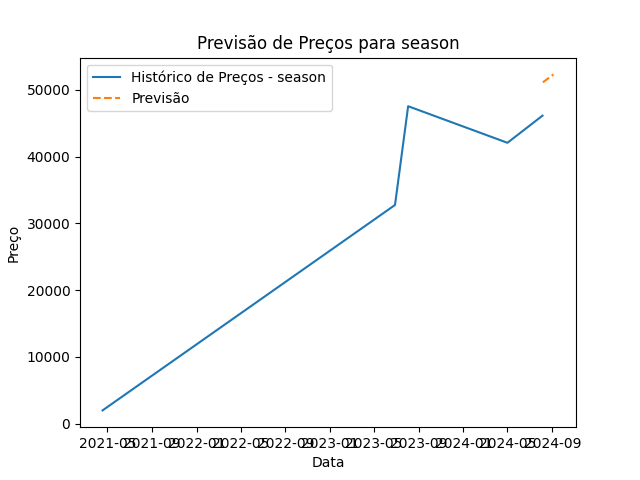 Previsão de Preços para season
Histórico de Preços - season
Previsão
50000
40000
30000
20000
10000
0
Preço
2021-05 2021-09 2022-01 2022-05 2022-09 2023-01 2023-05 2023-09 2024-01 2024-05 2024-09
Data